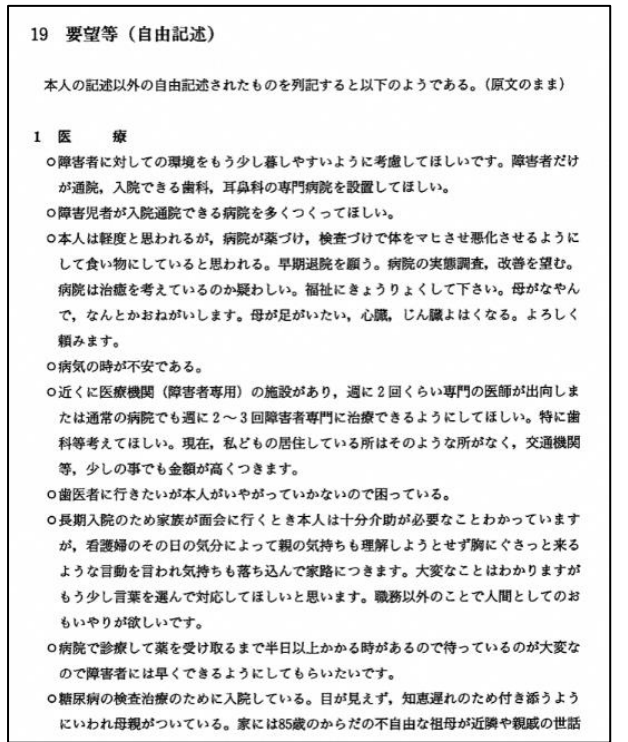 19 要望等（自由記述）
本人の記述以外の自由記述されたものを列記すると以下のようである。（原文のまま）
1 医 療
○障害者に対しての環境をもう少し暮しやすいように考慮してほしいです。障害者だけ
が通院，入院できる歯科，耳鼻科の専門病院を設置してほしい。
○障害児者が入院通院できる病院を多くつくってほしい。
○本人は軽度と思われるが，病院が薬づけ，検査づけで体をマヒさせ悪化させるように
して食い物にしていると思われる。早期退院を願う。病院の実態調査，改善を望む。
病院は治癒を考えているのか疑わしい。福祉にきょうりょくして下さい。母がなやん
で，なんとかおねがいします。母が足がいたい，心臓，じん臓よはくなる。よろしく
頼みます。
○病気の時が不安である。
○近くに医療機関（障害者専用）の施設があり，週に２回くらい専門の医師が出向しま
たは通常の病院でも週に２～３回障害者専門に治療できるようにしてほしい。特に歯
科等考えてほしい。現在，私どもの居住している所はそのような所がなく，交通機関
等，少しの事でも金額が高くつきます。
○歯医者に行きたいが本人がいやがっていかないので困っている。
○長期入院のため家族が面会に行くとき本人は十分介助が必要なことわかっています
が，看護婦のその日の気分によって親の気持ちも理解しようとせず胸にぐさっと来る
ような言動を言われ気持ちも落ち込んで家路につきます。大変なことはわかりますが
もう少し言葉を選んで対応してほしいと思います。職務以外のことで人間としてのお
もいやりが欲しいです。
○病院で診療して薬を受け取るまで半日以上かかる時があるので待っているのが大変な
ので障害者には早くできるようにしてもらいたいです。
○糖尿病の検査治療のために入院している。目が見えず，知恵遅れのため付き添うよう
にいわれ母親がついている。家には85歳のからだの不自由な祖母が近隣や親戚の世話